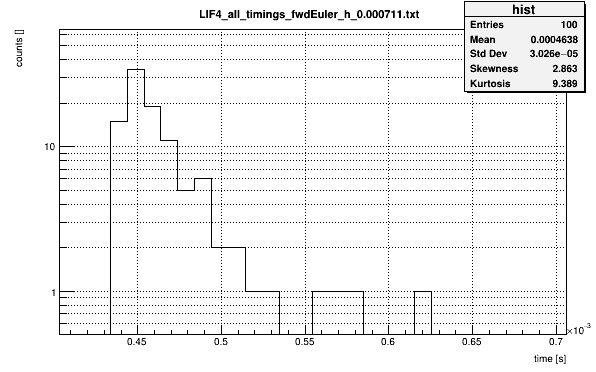 LIF4_all_timings_fwdEuler_h_0.000711.txt
hist
Entries 100
Mean 0.0004638
Std Dev 3.026e-05
Skewness 2.863
Kurtosis 9.389
counts []
10
1
0.45 0.5 0.55 0.6 0.65 0.7
×10⁻³
time [s]